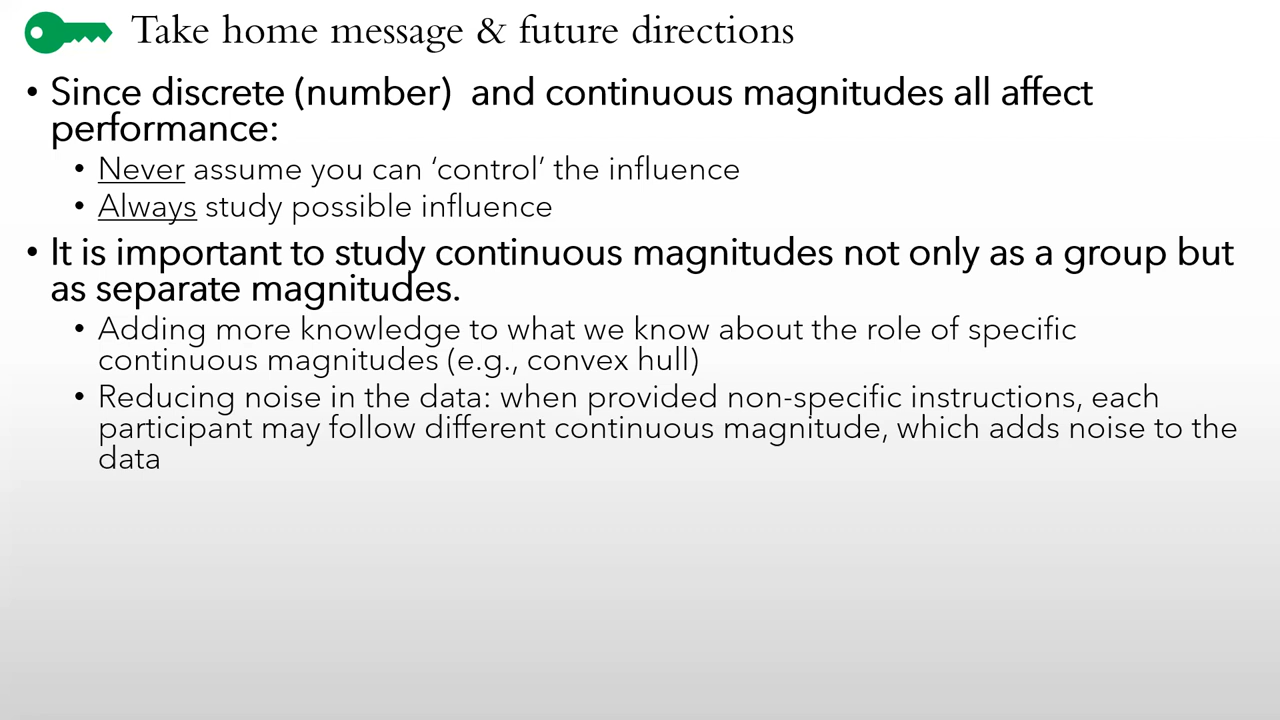 Take home message & future directions
• Since discrete (number)  and continuous magnitudes all affect
performance:
• Never assume you can ‘control’ the influence
• Always study possible influence
• It is important to study continuous magnitudes not only as a group but
as separate magnitudes.
• Adding more knowledge to what we know about the role of specific
continuous magnitudes (e.g., convex hull)
• Reducing noise in the data: when provided non-specific instructions, each
participant may follow different continuous magnitude, which adds noise to the
data